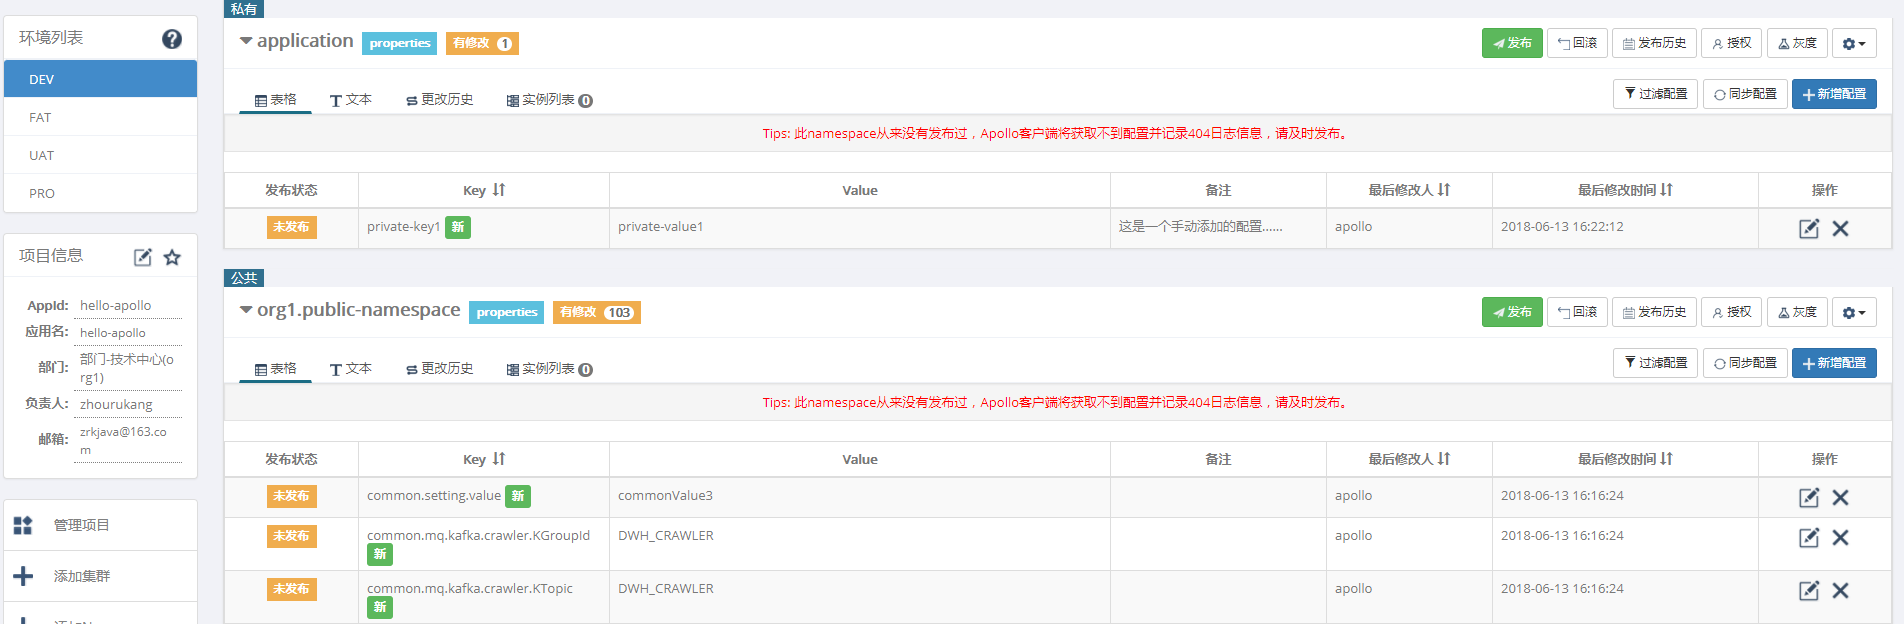 环境列表
DEV
FAT
UAT
PRO
项目信息
AppId: hello-apollo
应用名: hello-apollo
部门: 部门-技术中心(o
rg1)
负责人: zhourukang
邮箱: zrkjava@163.co
m
管理项目
添加集群
私有
application properties 有修改 1 发布 回滚 发布历史 授权 灰度
表格 文本 更改历史 实例列表 0 过滤配置 同步配置 新增配置
Tips: 此namespace从来没有发布过，Apollo客户端将获取不到配置并记录404日志信息，请及时发布。
发布状态 Key Value 备注 最后修改人 最后修改时间 操作
未发布 private-key1 新 private-value1 这是一个手动添加的配置...... apollo 2018-06-13 16:22:12
公共
org1.public-namespace properties 有修改 103 发布 回滚 发布历史 授权 灰度
表格 文本 更改历史 实例列表 0 过滤配置 同步配置 新增配置
Tips: 此namespace从来没有发布过，Apollo客户端将获取不到配置并记录404日志信息，请及时发布。
发布状态 Key Value 备注 最后修改人 最后修改时间 操作
未发布 common.setting.value 新 commonValue3 apollo 2018-06-13 16:16:24
未发布 common.mq.kafka.crawler.KGroupId DWH_CRAWLER apollo 2018-06-13 16:16:24
新
未发布 common.mq.kafka.crawler.KTopic DWH_CRAWLER apollo 2018-06-13 16:16:24
新